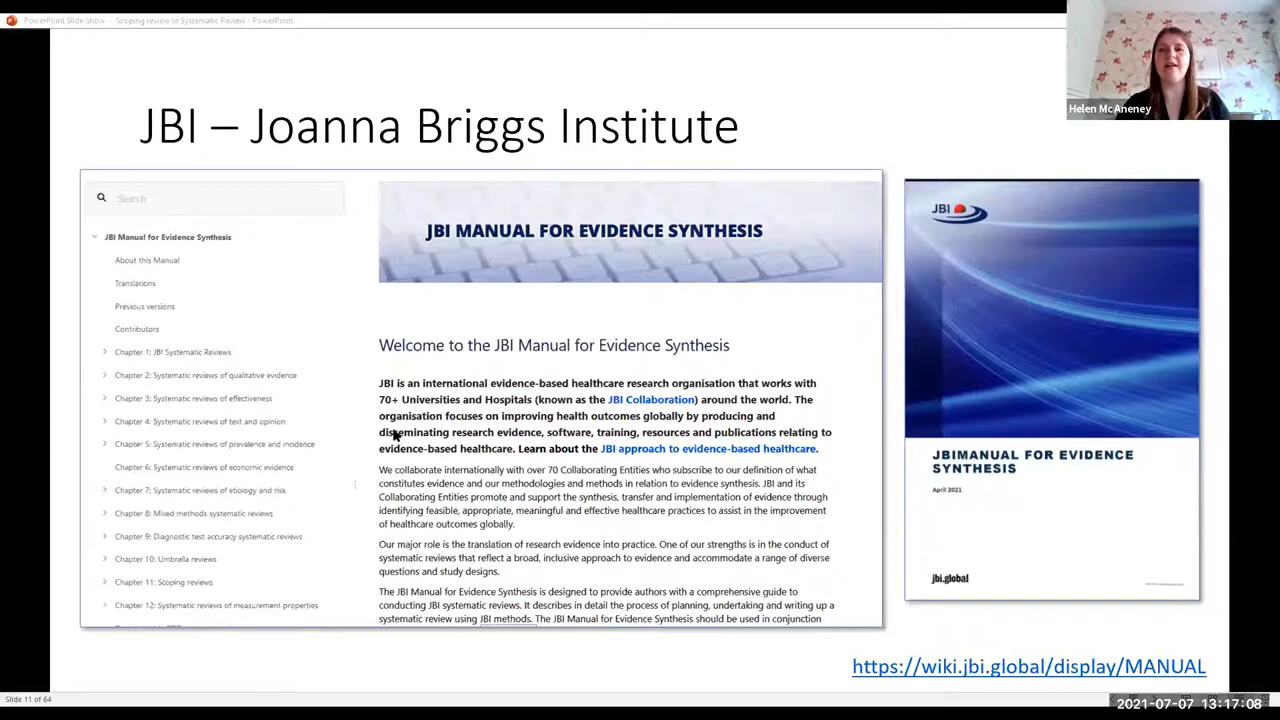 PowerPoint Slide Show - Scoping review or Systematic Review - PowerPoint
Helen Mc Aneney
JBI – Joanna Briggs Institute
Search
JBI Manual for Evidence Synthesis
About this Manual
Translations
Previous versions
Contributors
Chapter 1: JBI Systematic Reviews
Chapter 2: Systematic reviews of qualitative evidence
Chapter 3: Systematic reviews of effectiveness
Chapter 4: Systematic reviews of text and opinion
Chapter 5: Systematic reviews of prevalence and incidence
Chapter 6: Systematic reviews of economic evidence
Chapter 7: Systematic reviews of etiology and risk
Chapter 8: Mixed methods systematic reviews
Chapter 9: Diagnostic test accuracy systematic reviews
Chapter 10: Umbrella reviews
Chapter 11: Scoping reviews
Chapter 12: Systematic reviews of measurement properties
JBI MANUAL FOR EVIDENCE SYNTHESIS
Welcome to the JBI Manual for Evidence Synthesis
JBI is an international evidence-based healthcare research organisation that works with
70+ Universities and Hospitals (known as the JBI Collaboration) around the world. The
organisation focuses on improving health outcomes globally by producing and
disseminating research evidence, software, training, resources and publications relating to
evidence-based healthcare. Learn about the JBI approach to evidence-based healthcare.
We collaborate internationally with over 70 Collaborating Entities who subscribe to our definition of what
constitutes evidence and our methodologies and methods in relation to evidence synthesis. JBI and its
Collaborating Entities promote and support the synthesis, transfer and implementation of evidence through
identifying feasible, appropriate, meaningful and effective healthcare practices to assist in the improvement
of healthcare outcomes globally.
Our major role is the translation of research evidence into practice. One of our strengths is in the conduct of
systematic reviews that reflect a broad, inclusive approach to evidence and accommodate a range of diverse
questions and study designs.
The JBI Manual for Evidence Synthesis is designed to provide authors with a comprehensive guide to
conducting JBI systematic reviews. It describes in detail the process of planning, undertaking and writing up a
systematic review using JBI methods. The JBI Manual for Evidence Synthesis should be used in conjunction
JBI
JBIMANUAL FOR EVIDENCE
SYNTHESIS
April 2021
jbi.global
https://wiki.jbi.global/display/MANUAL
Slide 11 of 64
2021-07-07 13:17:08